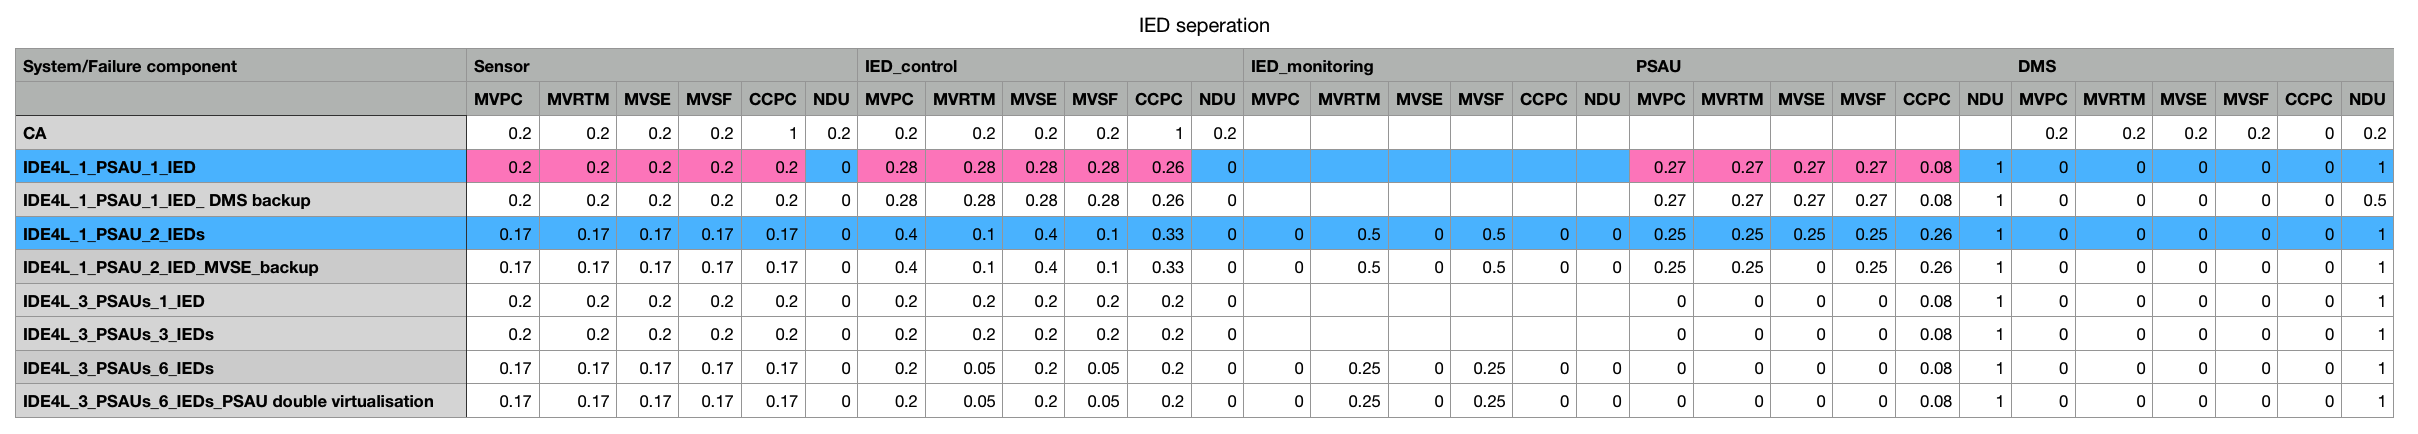 IED seperation
System/Failure component Sensor IED_control IED_monitoring PSAU DMS
MVPC MVRTM MVSE MVSF CCPC NDU MVPC MVRTM MVSE MVSF CCPC NDU MVPC MVRTM MVSE MVSF CCPC NDU MVPC MVRTM MVSE MVSF CCPC NDU MVPC MVRTM MVSE MVSF CCPC NDU
CA 0.2 0.2 0.2 0.2 1 0.2 0.2 0.2 0.2 0.2 1 0.2 0.2 0.2 0.2 0.2 0 0.2
IDE4L_1_PSAU_1_IED 0.2 0.2 0.2 0.2 0.2 0 0.28 0.28 0.28 0.28 0.26 0 0.27 0.27 0.27 0.27 0.08 1 0 0 0 0 0 1
IDE4L_1_PSAU_1_IED_ DMS backup 0.2 0.2 0.2 0.2 0.2 0 0.28 0.28 0.28 0.28 0.26 0 0.27 0.27 0.27 0.27 0.08 1 0 0 0 0 0 0.5
IDE4L_1_PSAU_2_IEDs 0.17 0.17 0.17 0.17 0.17 0 0.4 0.1 0.4 0.1 0.33 0 0 0.5 0 0.5 0 0 0.25 0.25 0.25 0.25 0.26 1 0 0 0 0 0 1
IDE4L_1_PSAU_2_IED_MVSE_backup 0.17 0.17 0.17 0.17 0.17 0 0.4 0.1 0.4 0.1 0.33 0 0 0.5 0 0.5 0 0 0.25 0.25 0 0.25 0.26 1 0 0 0 0 0 1
IDE4L_3_PSAUs_1_IED 0.2 0.2 0.2 0.2 0.2 0 0.2 0.2 0.2 0.2 0.2 0 0 0 0 0 0.08 1 0 0 0 0 0 1
IDE4L_3_PSAUs_3_IEDs 0.2 0.2 0.2 0.2 0.2 0 0.2 0.2 0.2 0.2 0.2 0 0 0 0 0 0.08 1 0 0 0 0 0 1
IDE4L_3_PSAUs_6_IEDs 0.17 0.17 0.17 0.17 0.17 0 0.2 0.05 0.2 0.05 0.2 0 0 0.25 0 0.25 0 0 0 0 0 0 0.08 1 0 0 0 0 0 1
IDE4L_3_PSAUs_6_IEDs_PSAU double virtualisation 0.17 0.17 0.17 0.17 0.17 0 0.2 0.05 0.2 0.05 0.2 0 0 0.25 0 0.25 0 0 0 0 0 0 0.08 1 0 0 0 0 0 1